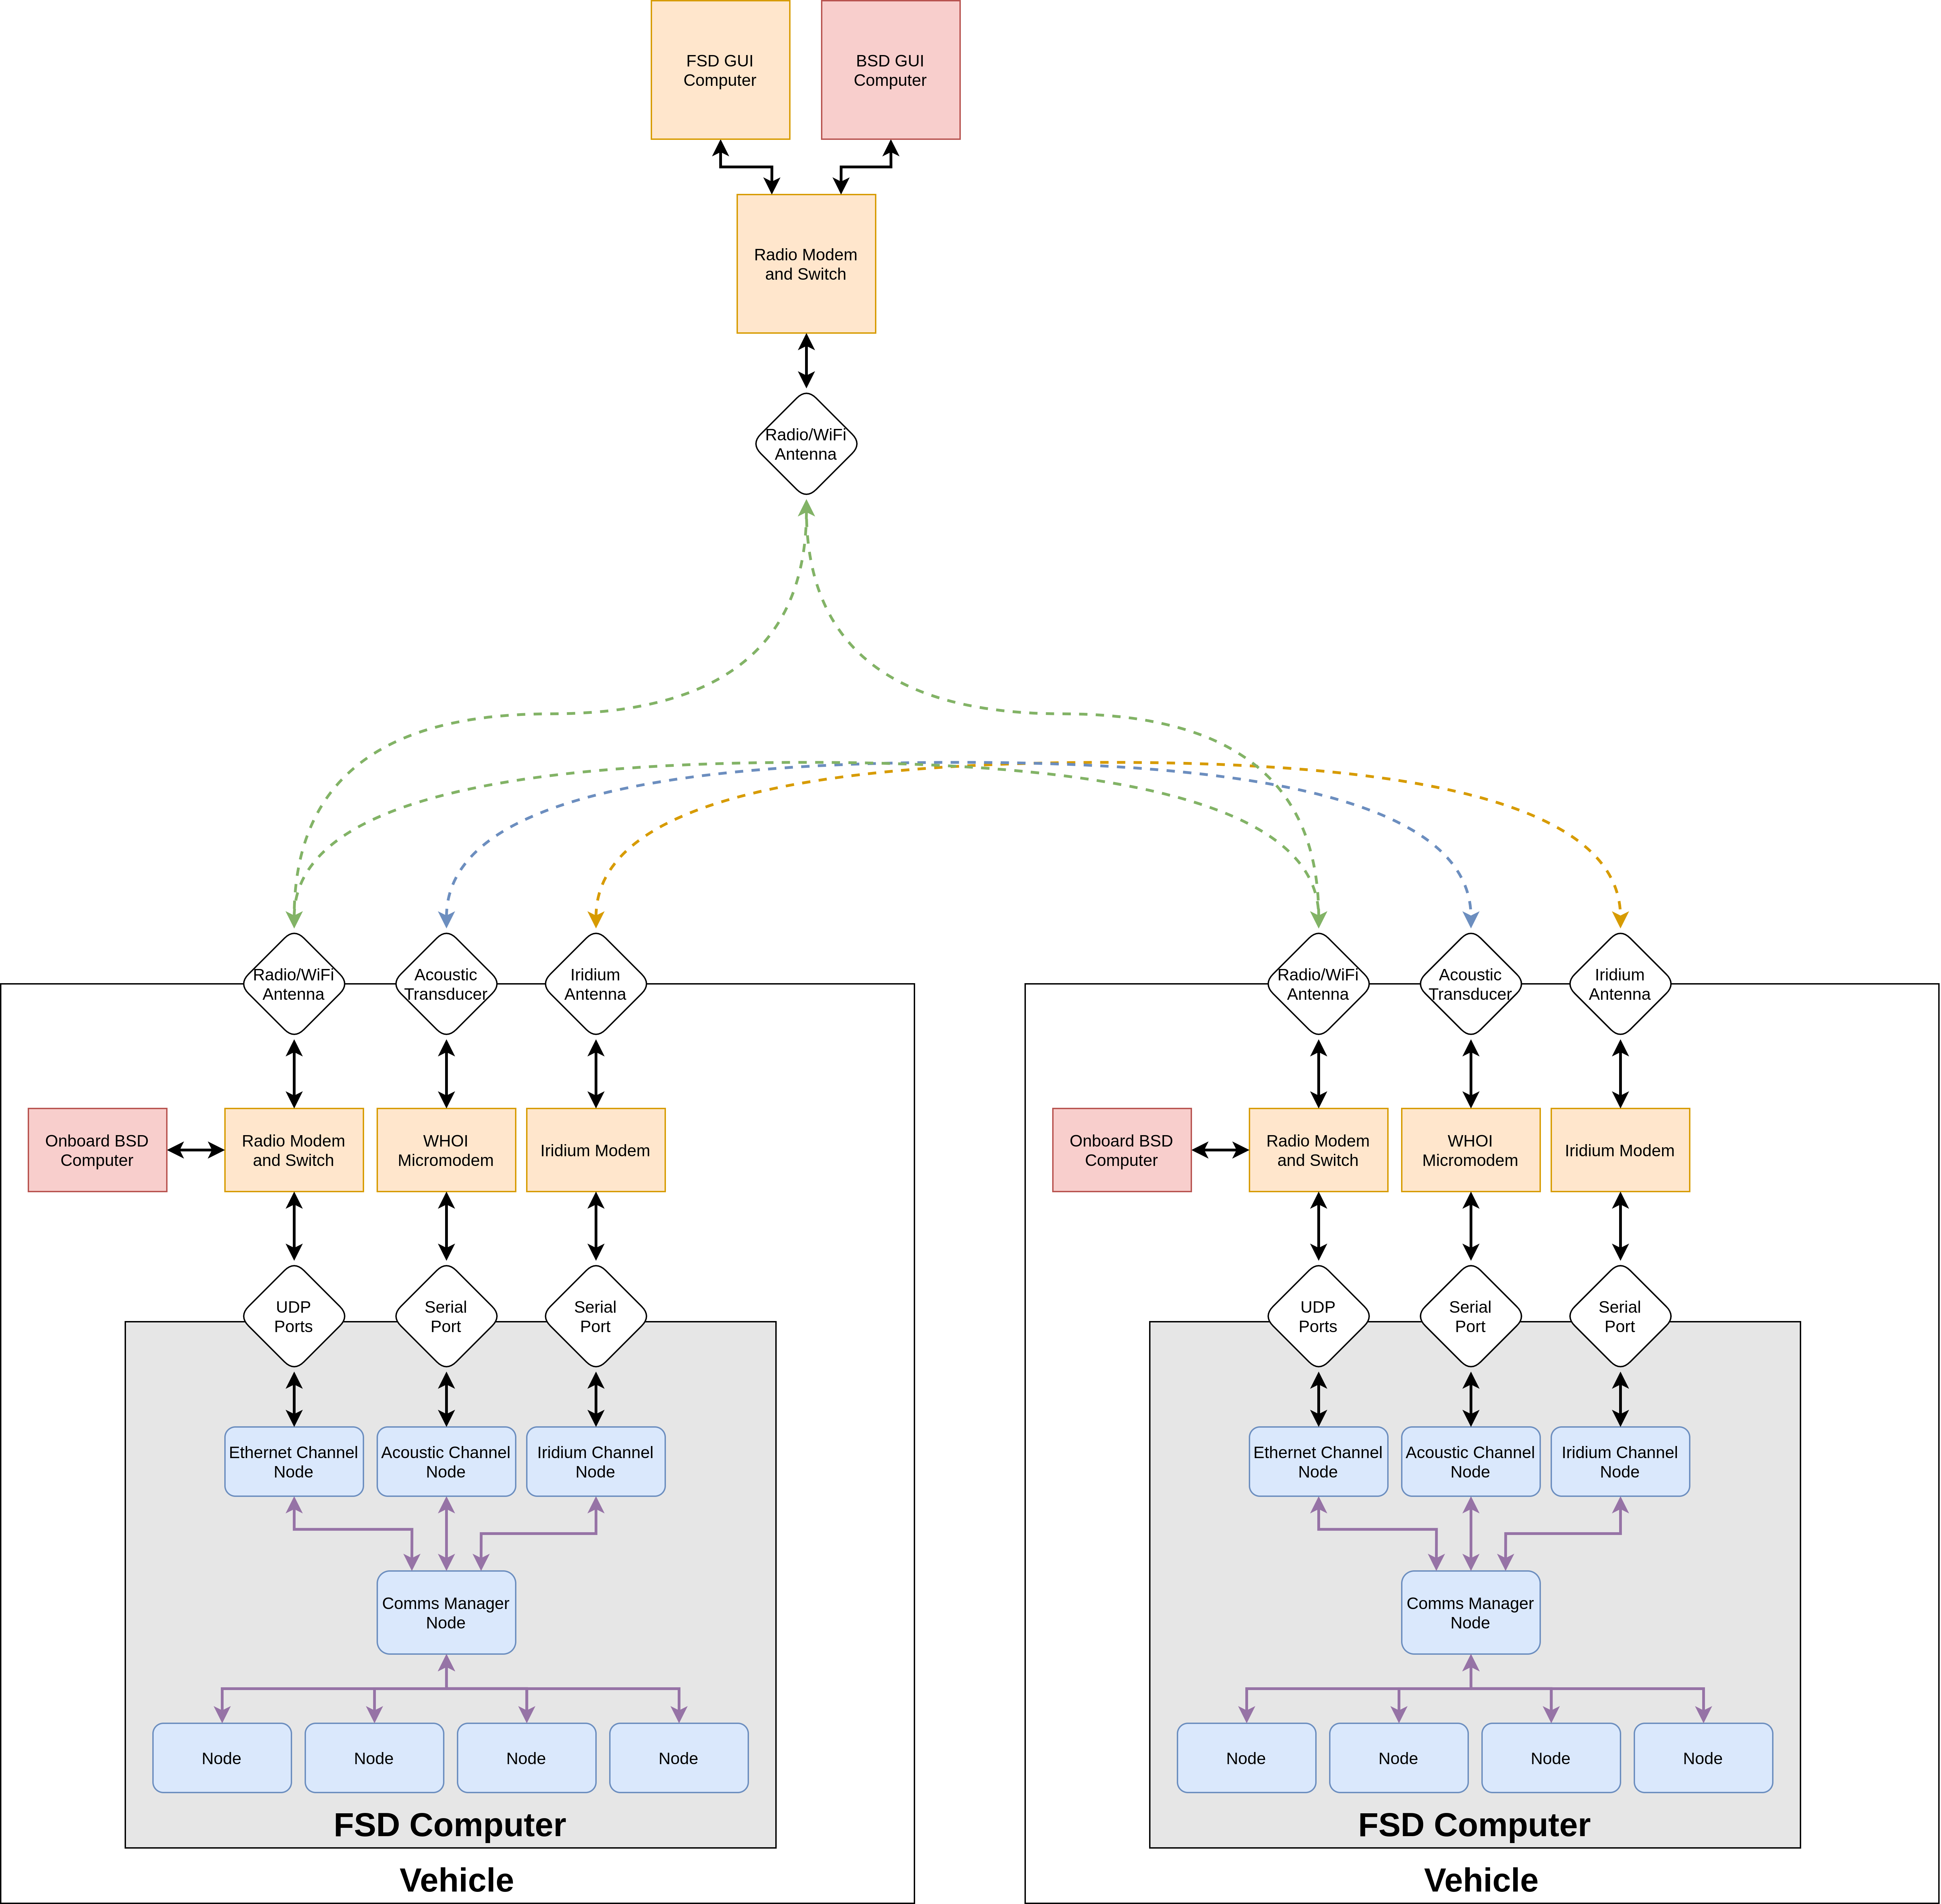 FSD GUI
Computer
BSD GUI
Computer
Radio Modem
and Switch
Radio/WiFi
Antenna
Radio/WiFi
Antenna
Acoustic
Transducer
Iridium
Antenna
Radio/WiFi
Antenna
Acoustic
Transducer
Iridium
Antenna
Onboard BSD
Computer
Radio Modem
and Switch
WHOI
Micromodem
Iridium Modem
Onboard BSD
Computer
Radio Modem
and Switch
WHOI
Micromodem
Iridium Modem
UDP
Ports
Serial
Port
Serial
Port
UDP
Ports
Serial
Port
Serial
Port
Ethernet Channel
Node
Acoustic Channel
Node
Iridium Channel
Node
Ethernet Channel
Node
Acoustic Channel
Node
Iridium Channel
Node
Comms Manager
Node
Comms Manager
Node
Node
Node
Node
Node
Node
Node
Node
Node
FSD Computer
FSD Computer
Vehicle
Vehicle